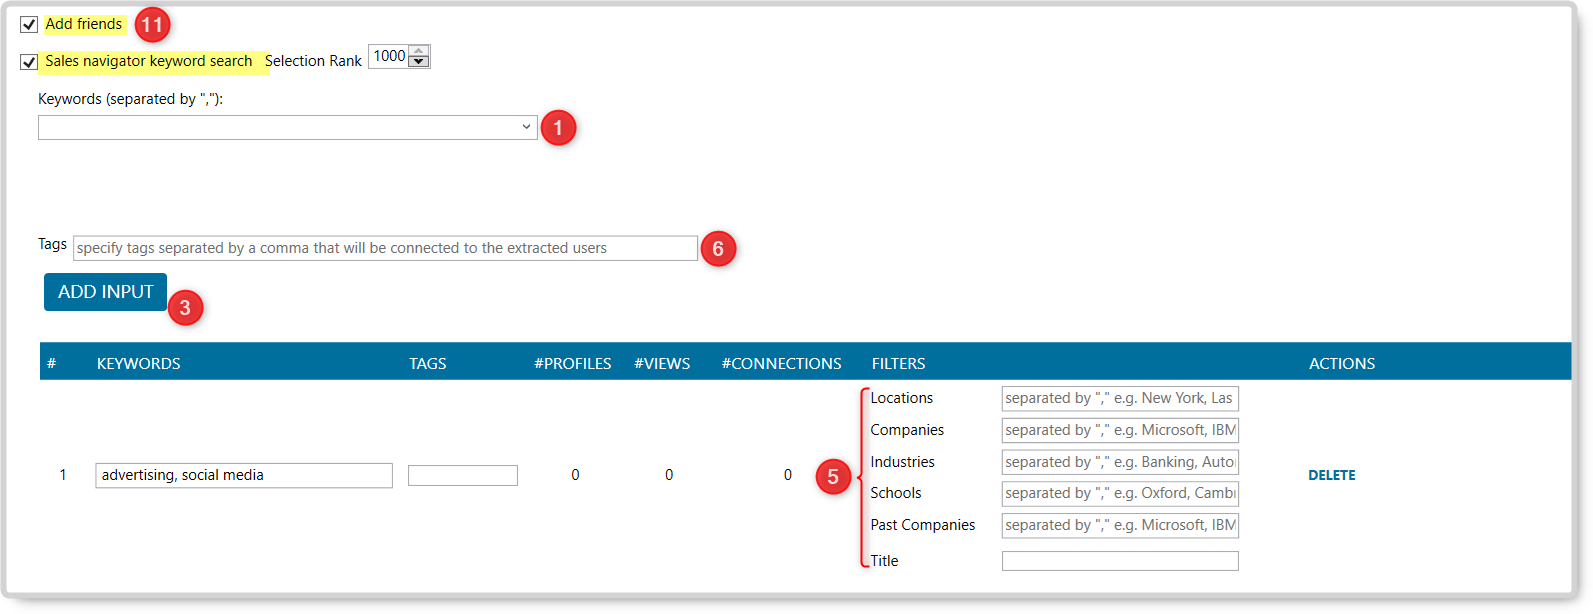 Add friends 11
Sales navigator keyword search Selection Rank 1000
Keywords (separated by ","):
1
Tags specify tags separated by a comma that will be connected to the extracted users 6
ADD INPUT
3
# KEYWORDS TAGS #PROFILES #VIEWS #CONNECTIONS FILTERS ACTIONS
Locations separated by "," e.g. New York, Las
Companies separated by "," e.g. Microsoft, IBM
Industries separated by "," e.g. Banking, Auto
1 advertising, social media 0 0 0 5 DELETE
Schools separated by "," e.g. Oxford, Camb
Past Companies separated by "," e.g. Microsoft, IBM
Title